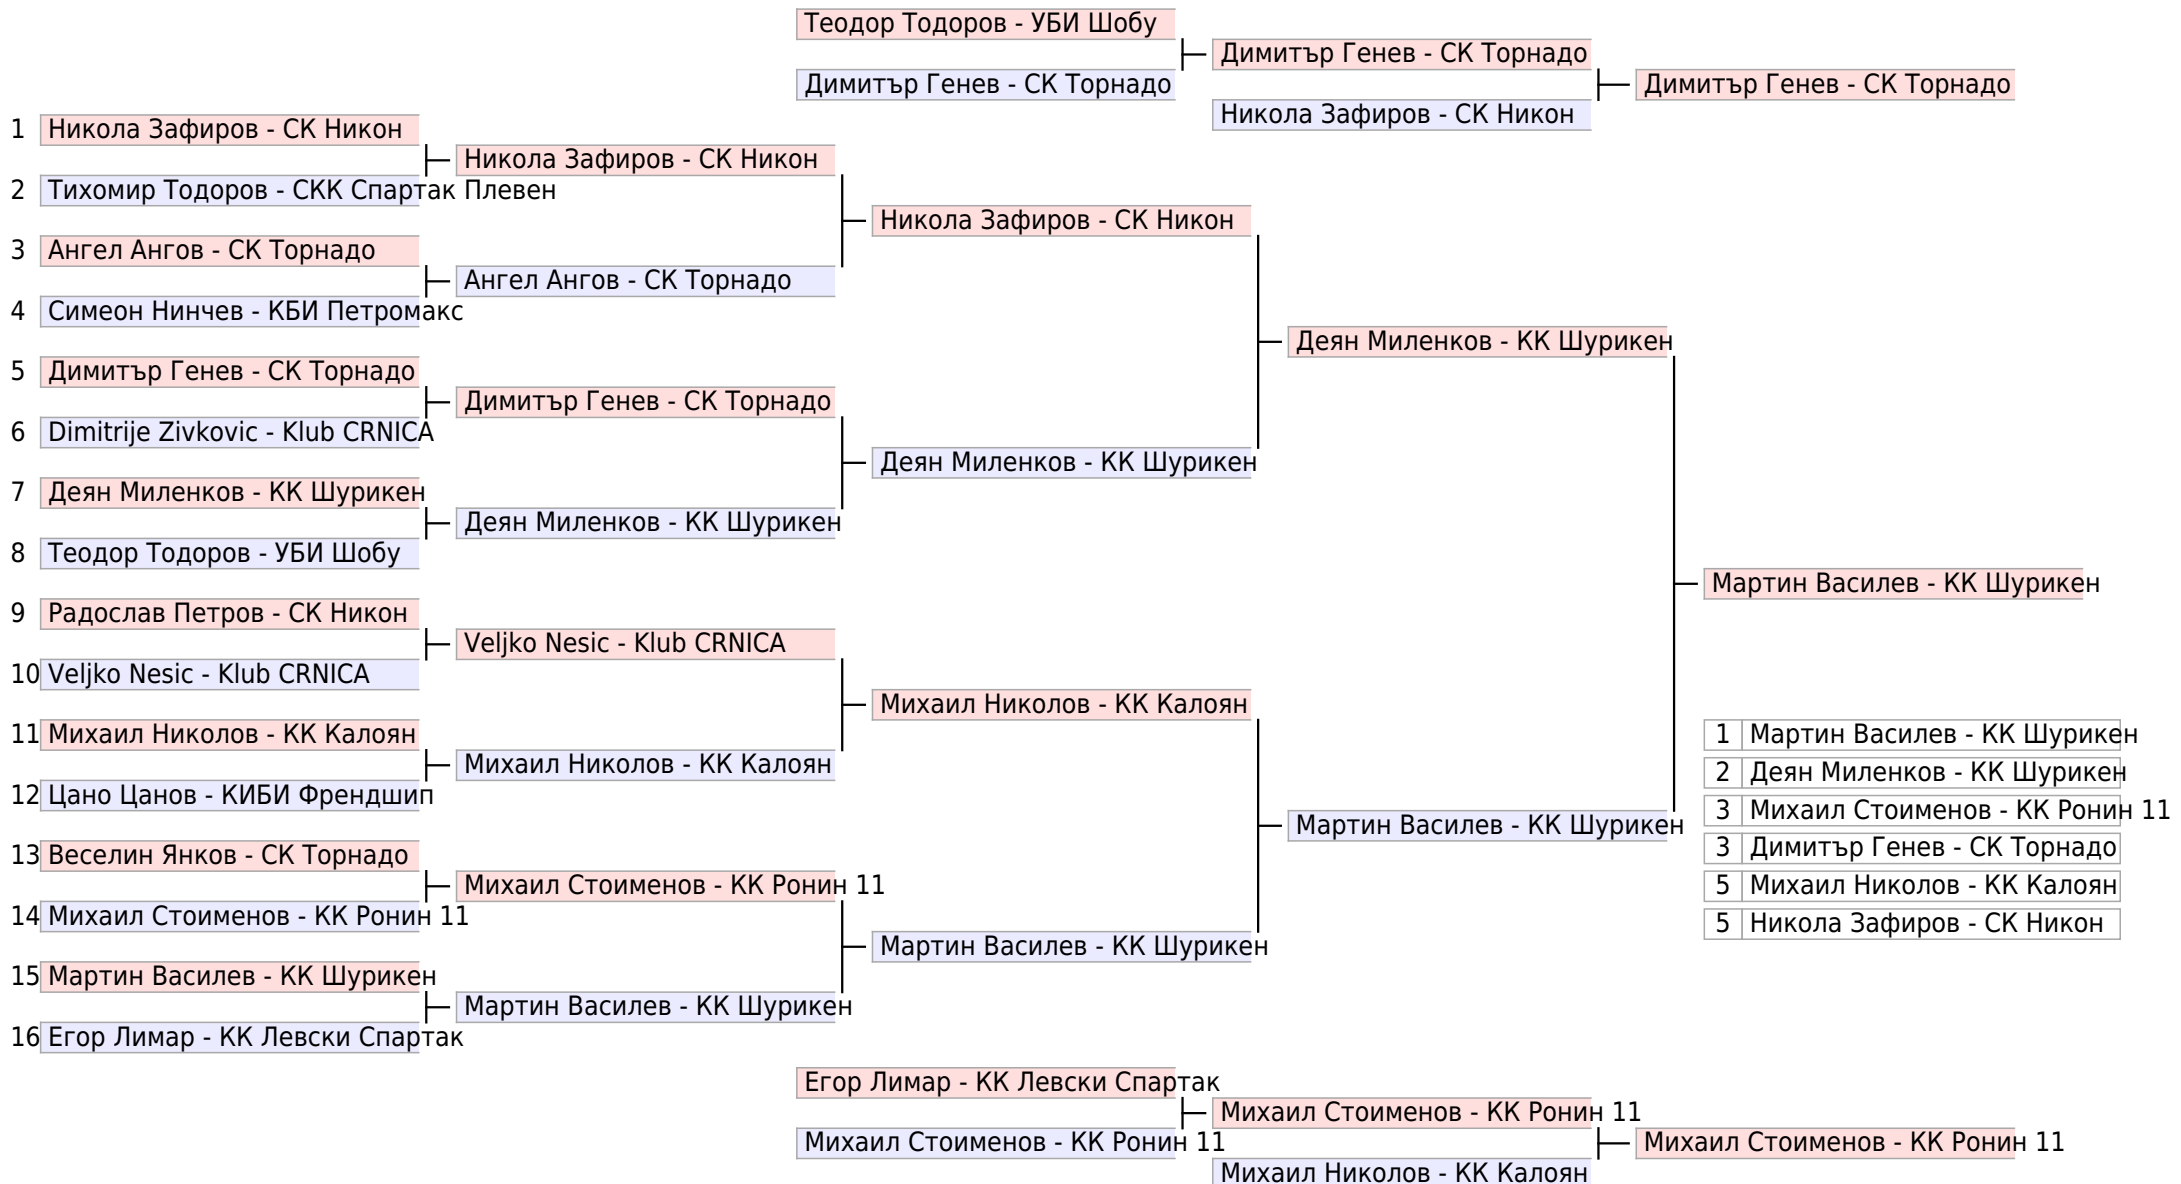 Теодор Тодоров - УБИ Шобу
Димитър Генев - СК Торнадо
Димитър Генев - СК Торнадо
Никола Зафиров - СК Никон
Димитър Генев - СК Торнадо
1 Никола Зафиров - СК Никон
2 Тихомир Тодоров - СКК Спартак Плевен
3 Ангел Ангов - СК Торнадо
4 Симеон Нинчев - КБИ Петромакс
5 Димитър Генев - СК Торнадо
6 Dimitrije Zivkovic - Klub CRNICA
7 Деян Миленков - КК Шурикен
8 Теодор Тодоров - УБИ Шобу
9 Радослав Петров - СК Никон
10 Veljko Nesic - Klub CRNICA
11 Михаил Николов - КК Калоян
12 Цано Цанов - КИБИ Френдшип
13 Веселин Янков - СК Торнадо
14 Михаил Стоименов - КК Ронин 11
15 Мартин Василев - КК Шурикен
16 Егор Лимар - КК Левски Спартак
Никола Зафиров - СК Никон
Ангел Ангов - СК Торнадо
Димитър Генев - СК Торнадо
Деян Миленков - КК Шурикен
Veljko Nesic - Klub CRNICA
Михаил Николов - КК Калоян
Михаил Стоименов - КК Ронин 11
Мартин Василев - КК Шурикен
Никола Зафиров - СК Никон
Деян Миленков - КК Шурикен
Михаил Николов - КК Калоян
Мартин Василев - КК Шурикен
Деян Миленков - КК Шурикен
Мартин Василев - КК Шурикен
Мартин Василев - КК Шурикен
1 Мартин Василев - КК Шурикен
2 Деян Миленков - КК Шурикен
3 Михаил Стоименов - КК Ронин 11
3 Димитър Генев - СК Торнадо
5 Михаил Николов - КК Калоян
5 Никола Зафиров - СК Никон
Егор Лимар - КК Левски Спартак
Михаил Стоименов - КК Ронин 11
Михаил Стоименов - КК Ронин 11
Михаил Николов - КК Калоян
Михаил Стоименов - КК Ронин 11